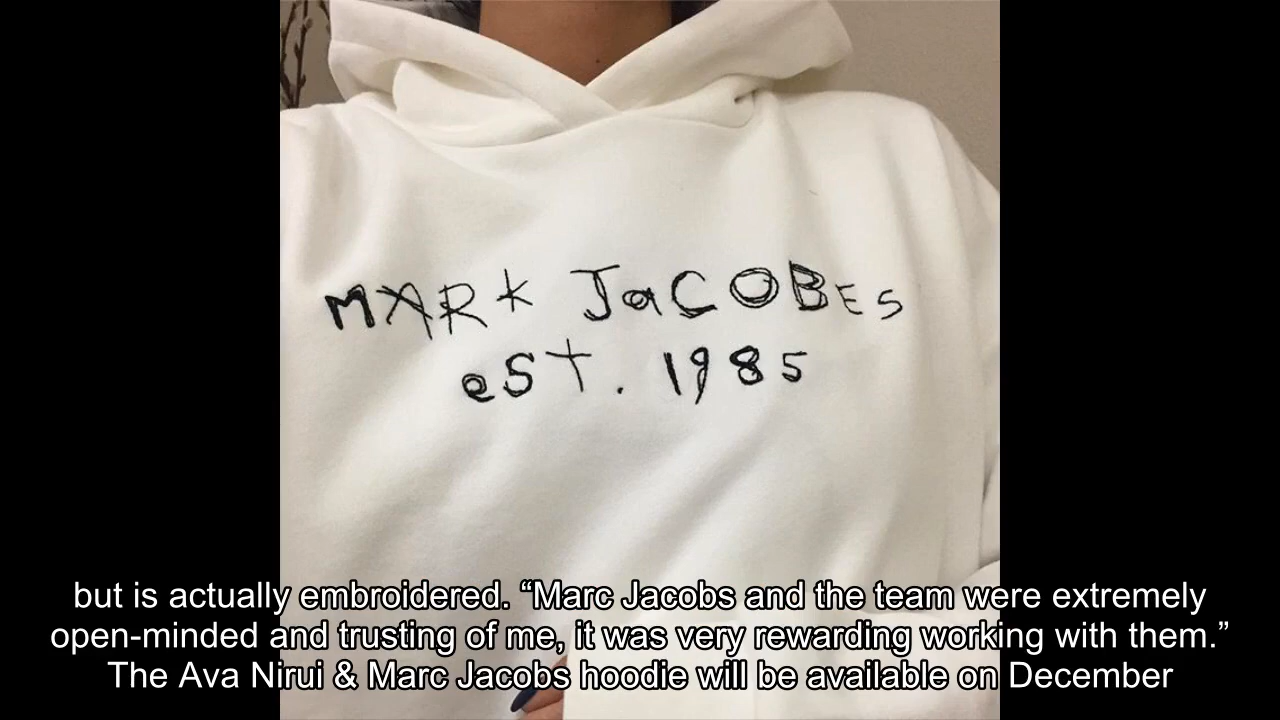 MARK JaCOBES
eST. 1985
but is actually embroidered. “Marc Jacobs and the team were extremely
open-minded and trusting of me, it was very rewarding working with them.”
The Ava Nirui & Marc Jacobs hoodie will be available on December